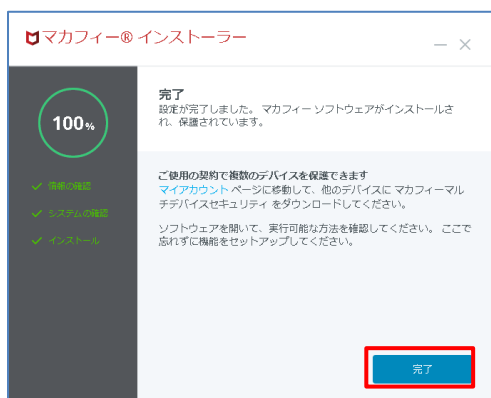 マカフィー® インストーラー
100%
情報の確認
システムの確認
インストール
完了
設定が完了しました。 マカフィー ソフトウェアがインストールさ
れ、保護されています。
ご使用の契約で複数のデバイスを保護できます
マイアカウント ページに移動して、他のデバイスに マカフィーマル
チデバイスセキュリティ をダウンロードしてください。
ソフトウェアを開いて、実行可能な方法を確認してください。 ここで
忘れずに機能をセットアップしてください。
完了